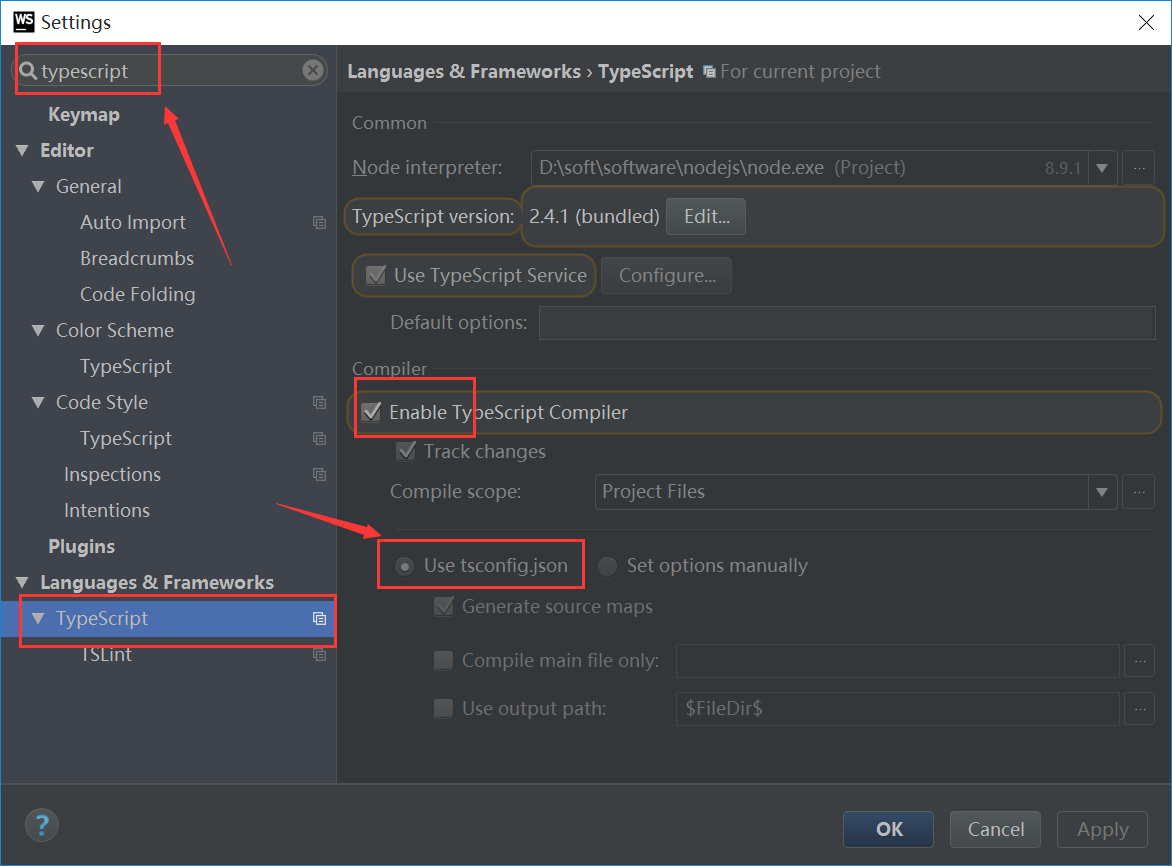 WS Settings
typescript
Keymap
Editor
General
Auto Import
Breadcrumbs
Code Folding
Color Scheme
TypeScript
Code Style
TypeScript
Inspections
Intentions
Plugins
Languages & Frameworks
TypeScript
TSLint
Languages & Frameworks › TypeScript For current project
Common
Node interpreter: D:\soft\software\nodejs\node.exe (Project) 8.9.1 ...
TypeScript version: 2.4.1 (bundled) Edit...
Use TypeScript Service Configure...
Default options:
Compiler
Enable TypeScript Compiler
Track changes
Compile scope: Project Files ...
Use tsconfig.json Set options manually
Generate source maps
Compile main file only: ...
Use output path: $FileDir$ ...
? OK Cancel Apply